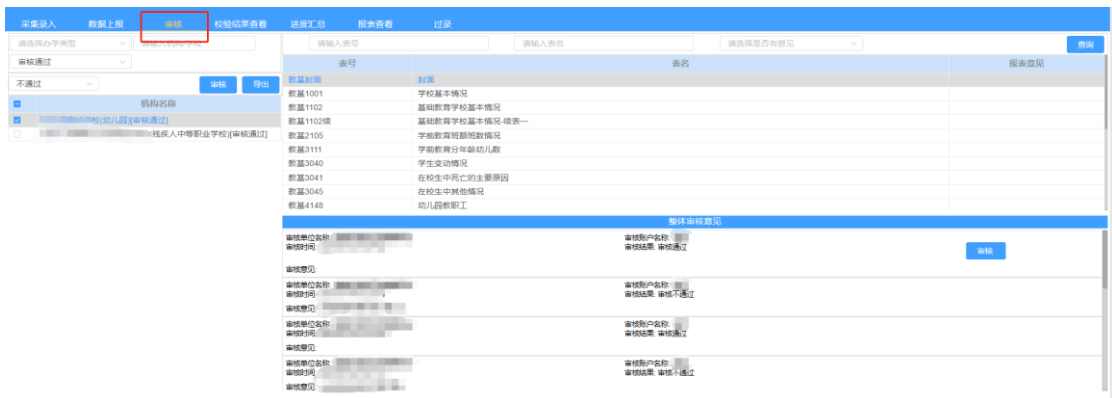 采集录入 数据上报 审核 校验结果查看 进度汇总 报表查看 过录
请选择办学类型
审核通过
不通过 审核 导出
机构名称
学校(幼儿园)[审核通过]
(残疾人中等职业学校)[审核通过]
请输入表号 请输入表名 请选择是否有意见 查询
表号 表名 报表意见
教基封面 封面
教基1001 学校基本情况
教基1102 基础教育学校基本情况
教基1102续 基础教育学校基本情况-续表一
教基2105 学前教育班额班数情况
教基3111 学前教育分年龄幼儿数
教基3040 学生变动情况
教基3041 在校生中死亡的主要原因
教基3045 在校生中其他情况
教基4148 幼儿园教职工
整体审核意见
审核单位名称: 审核账户名称:
审核时间: 审核结果: 审核通过
审核
审核意见:
审核单位名称: 审核账户名称:
审核时间: 审核结果: 审核不通过
审核意见:
审核单位名称: 审核账户名称:
审核时间: 审核结果: 审核通过
审核意见:
审核单位名称: 审核账户名称:
审核时间: 审核结果: 审核不通过
审核意见: